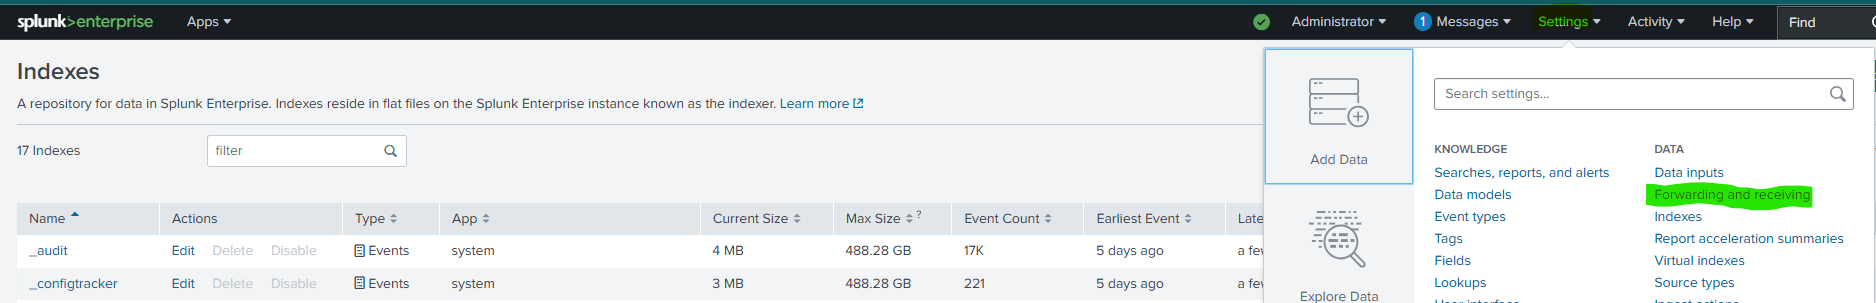 splunk>enterprise Apps Administrator 1 Messages Settings Activity Help Find
Indexes
A repository for data in Splunk Enterprise. Indexes reside in flat files on the Splunk Enterprise instance known as the indexer. Learn more
17 Indexes filter
Name Actions Type App Current Size Max Size ? Event Count Earliest Event
_audit Edit Delete Disable Events system 4 MB 488.28 GB 17K 5 days ago a few
_configtracker Edit Delete Disable Events system 3 MB 488.28 GB 221 5 days ago
Add Data
Explore Data
Search settings...
KNOWLEDGE
Searches, reports, and alerts
Data models
Event types
Tags
Fields
Lookups
User interface
DATA
Data inputs
Forwarding and receiving
Indexes
Report acceleration summaries
Virtual indexes
Source types
Ingest actions